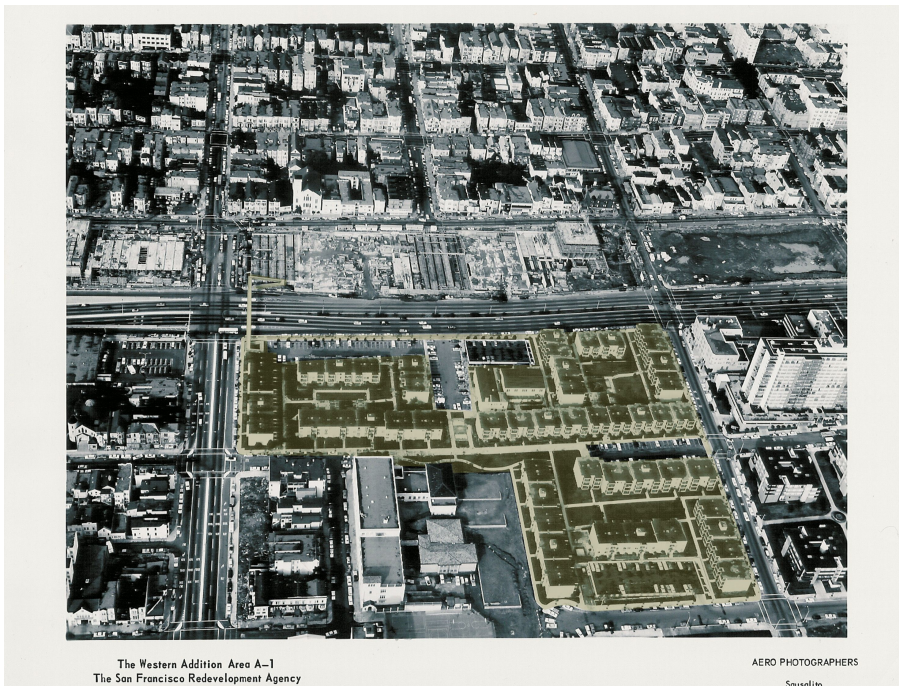 The Western Addition Area A-1
The San Francisco Redevelopment Agency
AERO PHOTOGRAPHERS
Sausalito